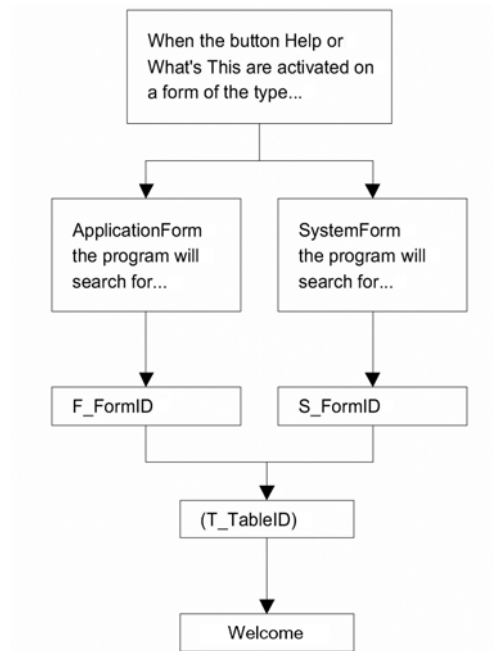 When the button Help or
What's This are activated on
a form of the type...
ApplicationForm
the program will
search for...
SystemForm
the program will
search for...
F_FormID
S_FormID
(T_TableID)
Welcome